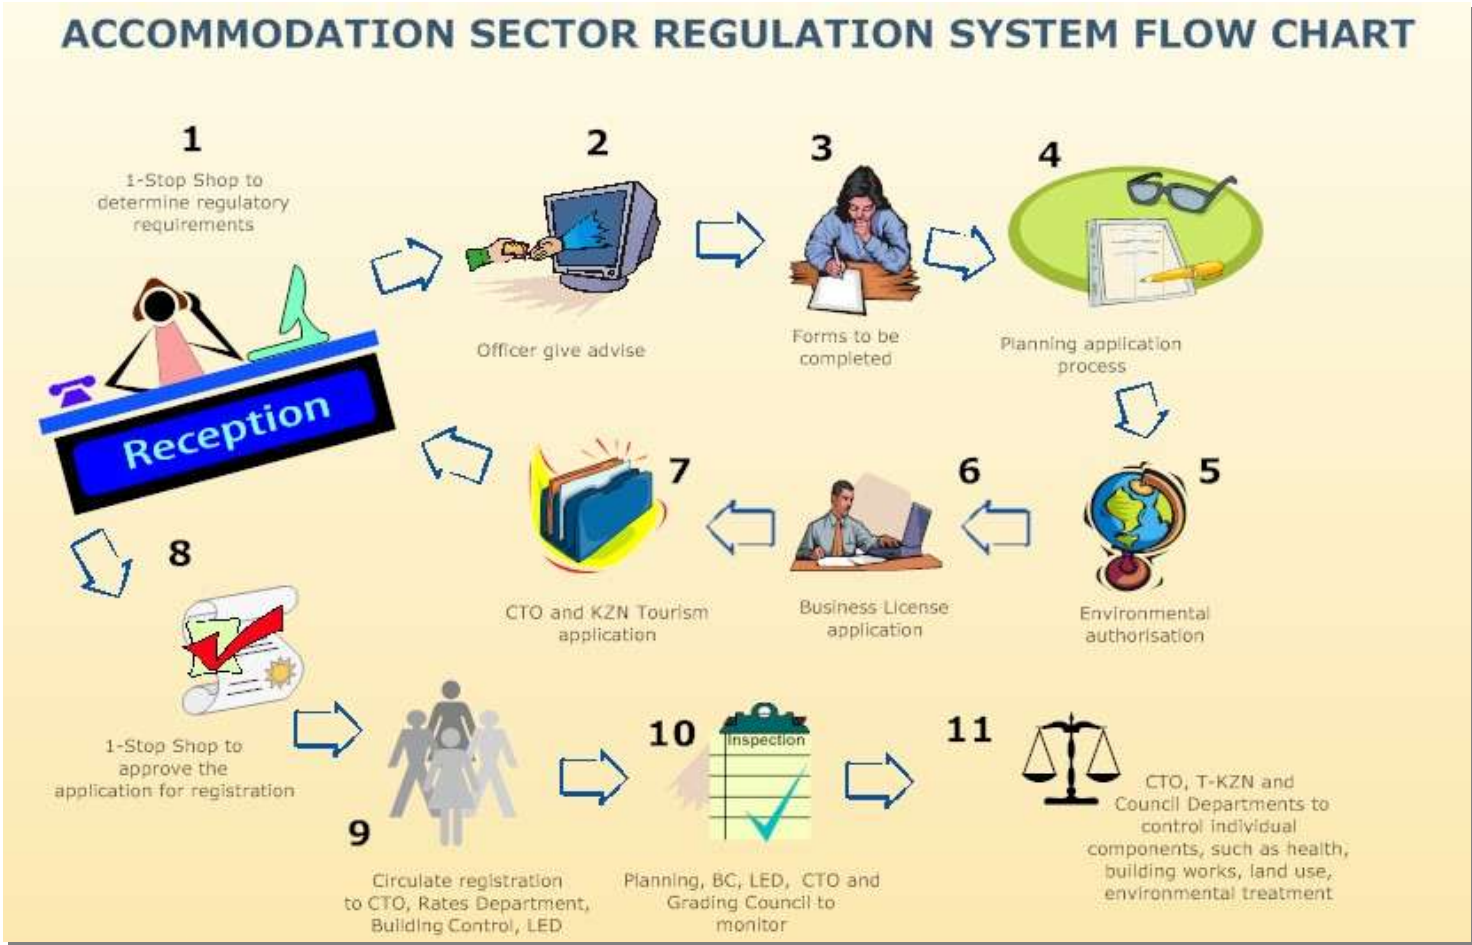 ACCOMMODATION SECTOR REGULATION SYSTEM FLOW CHART
1
1-Stop Shop to
determine regulatory
requirements
Reception
2
Officer give advise
3
Forms to be
completed
4
Planning application
process
5
Environmental
authorisation
6
Business License
application
7
CTO and KZN Tourism
application
8
1-Stop Shop to
approve the
application for registration
9
Circulate registration
to CTO, Rates Department,
Building Control, LED
10
Inspection
Planning, BC, LED, CTO and
Grading Council to
monitor
11
CTO, T-KZN and
Council Departments to
control individual
components, such as health,
building works, land use,
environmental treatment